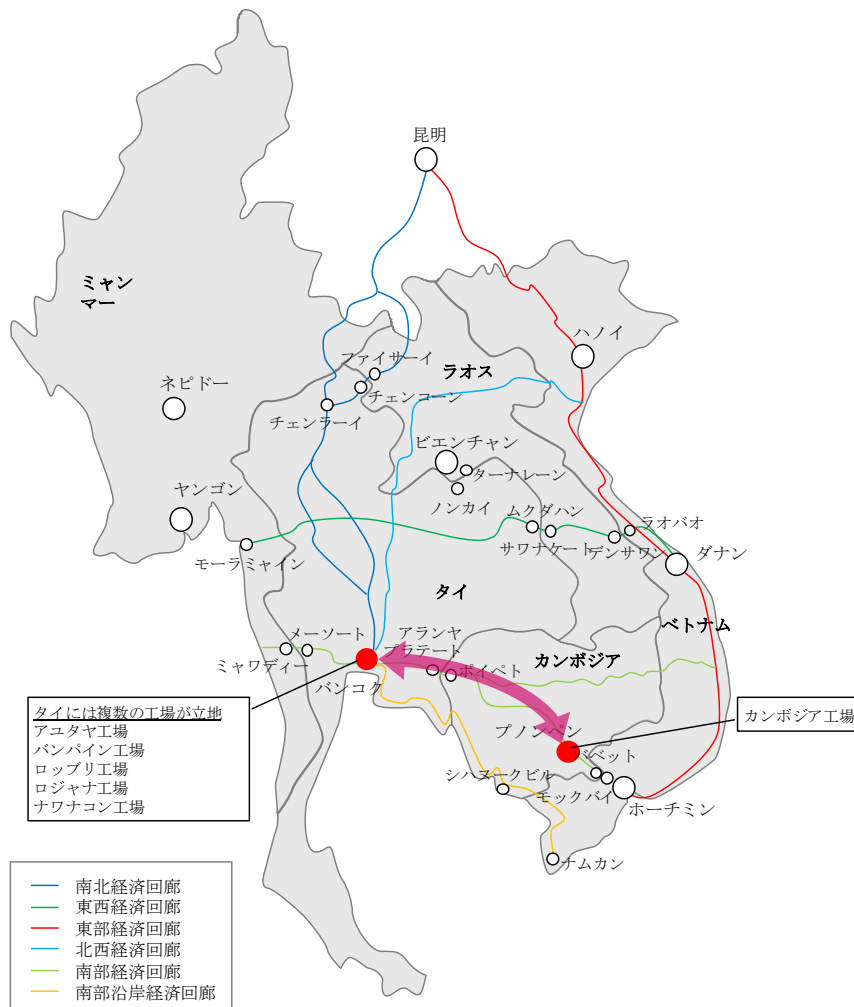 昆明
ミャン
マー
ハノイ
ファイサーイ
ラオス
ネピドー
チェンコーン
チェンラーイ
ビエンチャン
ターナレーン
ヤンゴン
ノンカイ
ムクダハン
ラオバオ
サワナケート
デンサワン
ダナン
モーラミャイン
タイ
ベトナム
メーソート
アランヤ
プラテート
カンボジア
ミャワディー
ポイペト
バンコク
タイには複数の工場が立地
アユタヤ工場
バンパイン工場
ロッブリ工場
ロジャナ工場
ナワナコン工場
プノンペン
カンボジア工場
バベット
シハヌークビル
モックバイ
ホーチミン
ナムカン
南北経済回廊
東西経済回廊
東部経済回廊
北西経済回廊
南部経済回廊
南部沿岸経済回廊